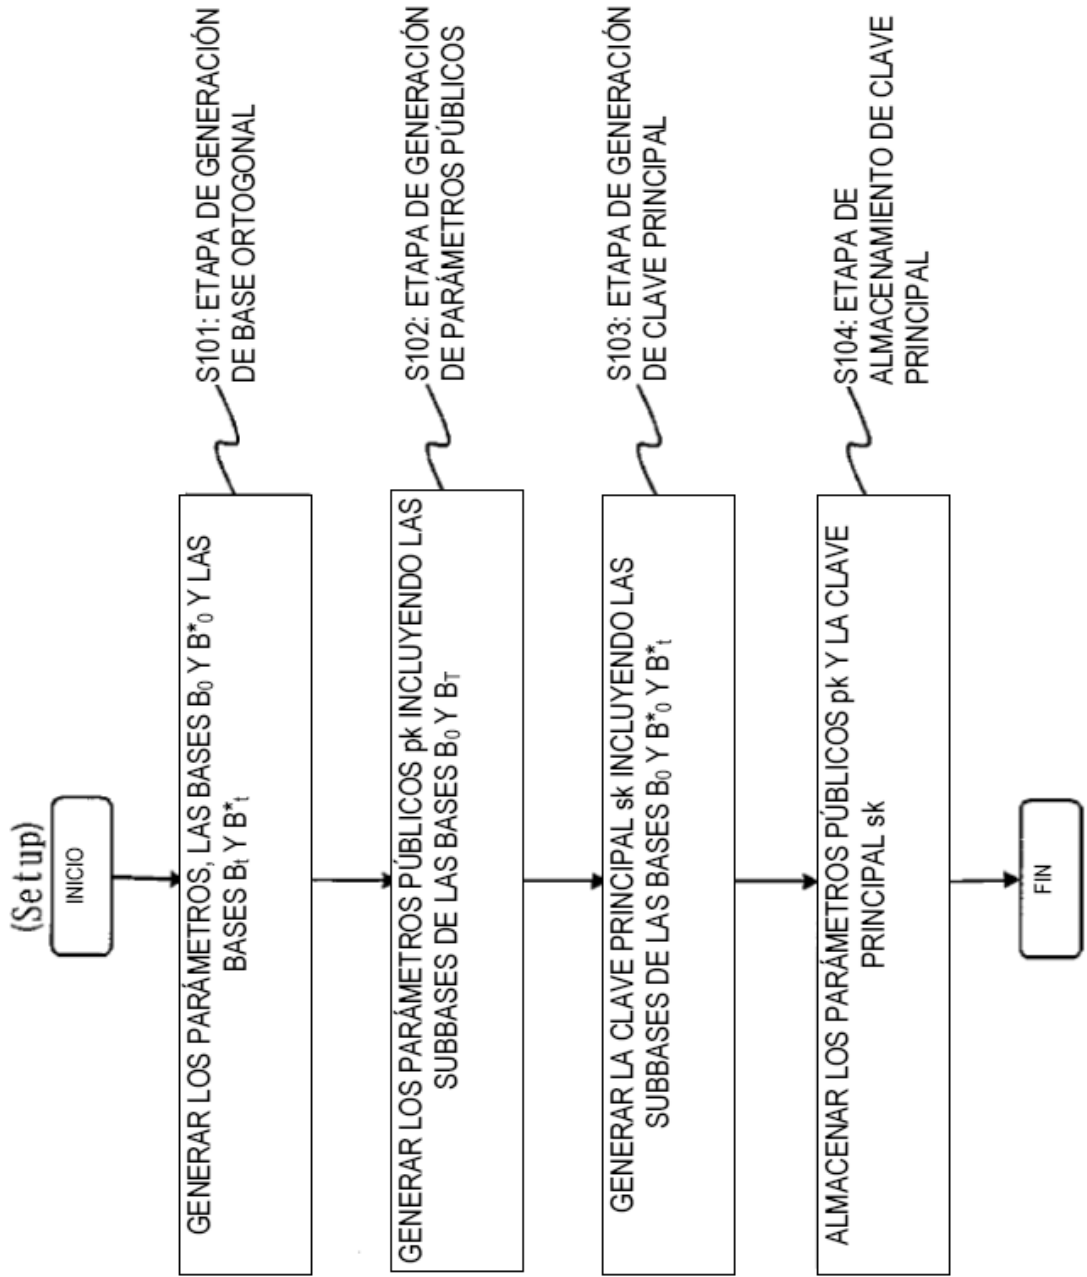 (Setup)
INICIO
GENERAR LOS PARÁMETROS, LAS BASES B₀ Y B*₀ Y LAS
BASES Bₜ Y B*ₜ
S101: ETAPA DE GENERACIÓN
DE BASE ORTOGONAL
GENERAR LOS PARÁMETROS PÚBLICOS pk INCLUYENDO LAS
SUBBASES DE LAS BASES B₀ Y B_T
S102: ETAPA DE GENERACIÓN
DE PARÁMETROS PÚBLICOS
GENERAR LA CLAVE PRINCIPAL sk INCLUYENDO LAS
SUBBASES DE LAS BASES B₀ Y B*₀ Y B*ₜ
S103: ETAPA DE GENERACIÓN
DE CLAVE PRINCIPAL
ALMACENAR LOS PARÁMETROS PÚBLICOS pk Y LA CLAVE
PRINCIPAL sk
S104: ETAPA DE
ALMACENAMIENTO DE CLAVE
PRINCIPAL
FIN